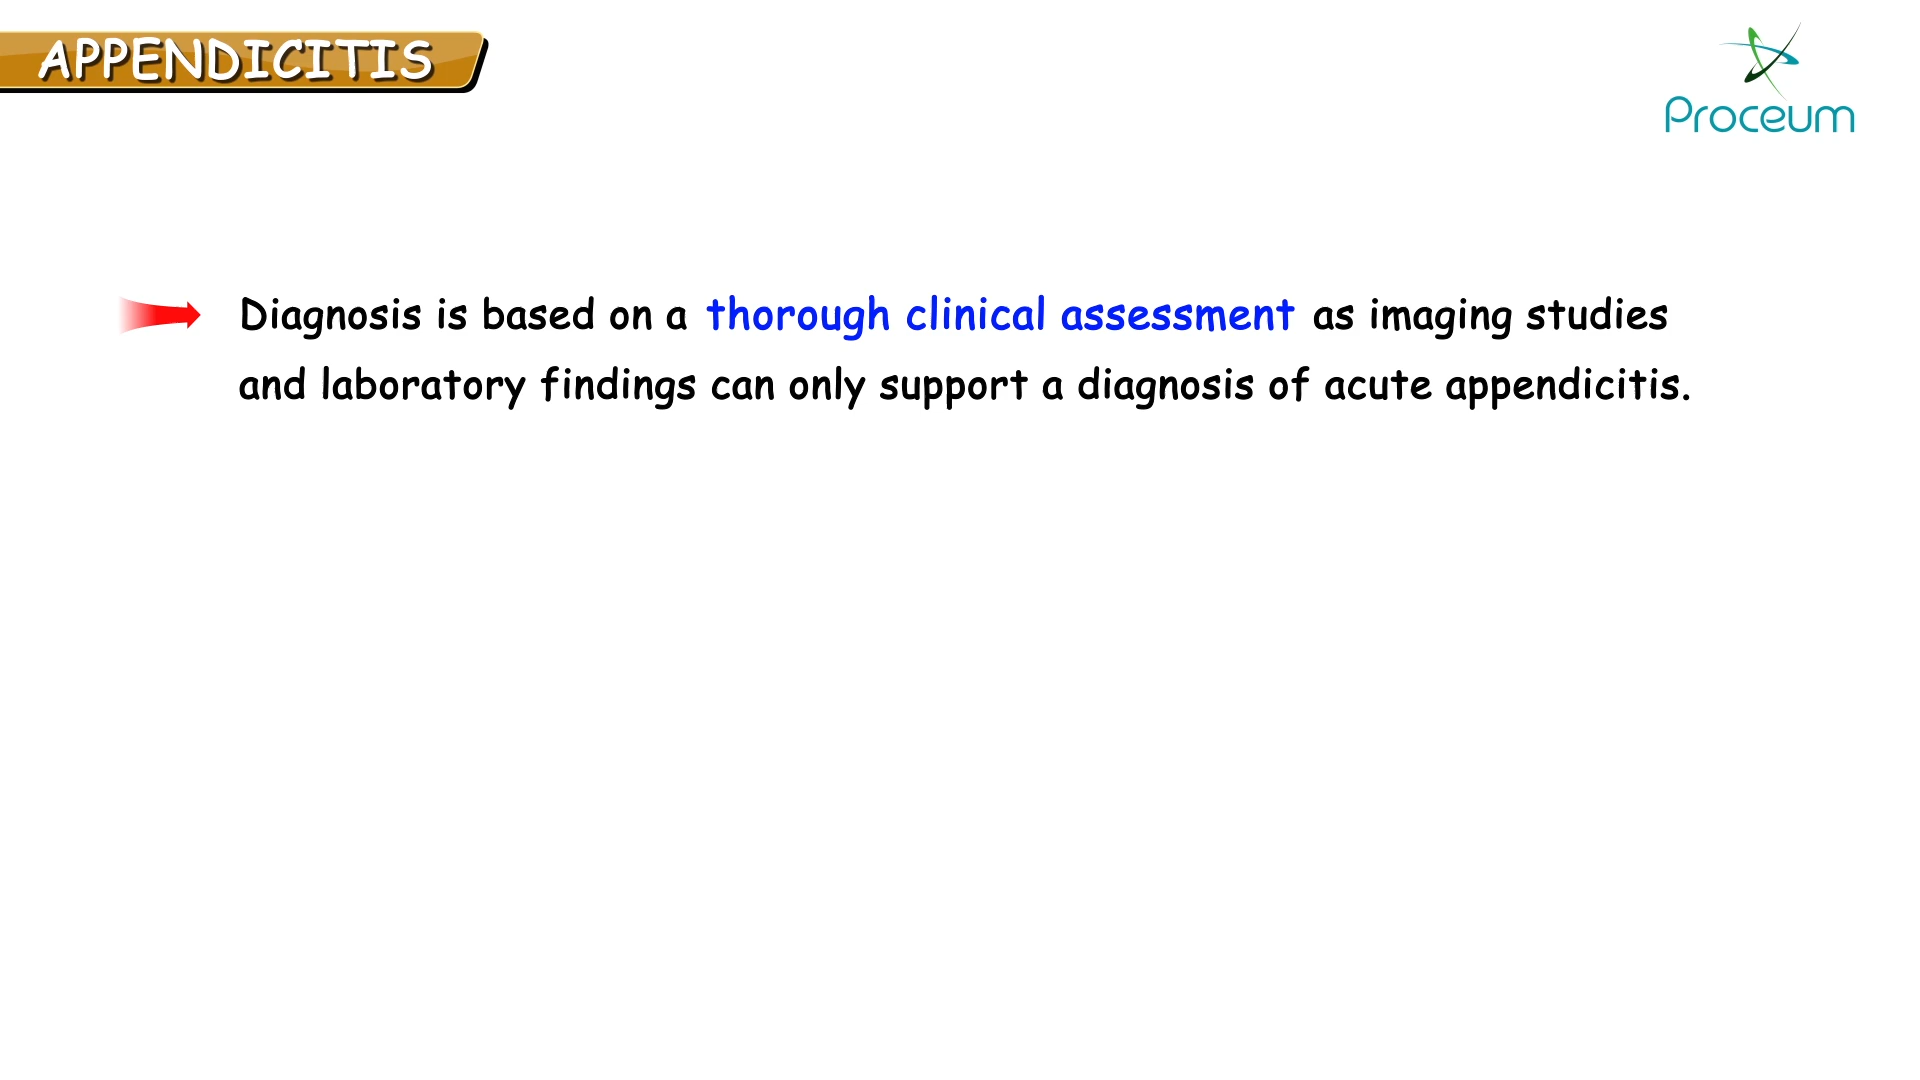 APPENDICITIS
Proceum
Diagnosis is based on a thorough clinical assessment as imaging studies
and laboratory findings can only support a diagnosis of acute appendicitis.